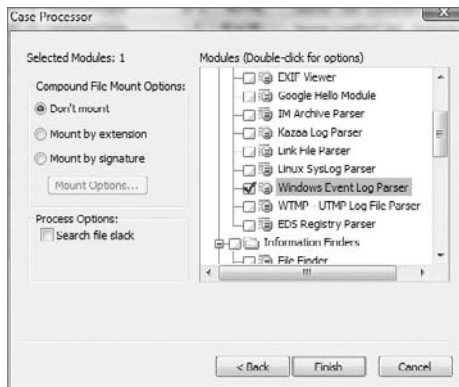 Case Processor
Selected Modules: 1
Compound File Mount Options:
Don't mount
Mount by extension
Mount by signature
Mount Options...
Process Options:
Search file slack
Modules (Double-click for options)
EXIF Viewer
Google Hello Module
IM Archive Parser
Kazaa Log Parser
Link File Parser
Linux SysLog Parser
Windows Event Log Parser
WTMP - UTMP Log File Parser
EDS Registry Parser
Information Finders
File Finder
< Back
Finish
Cancel